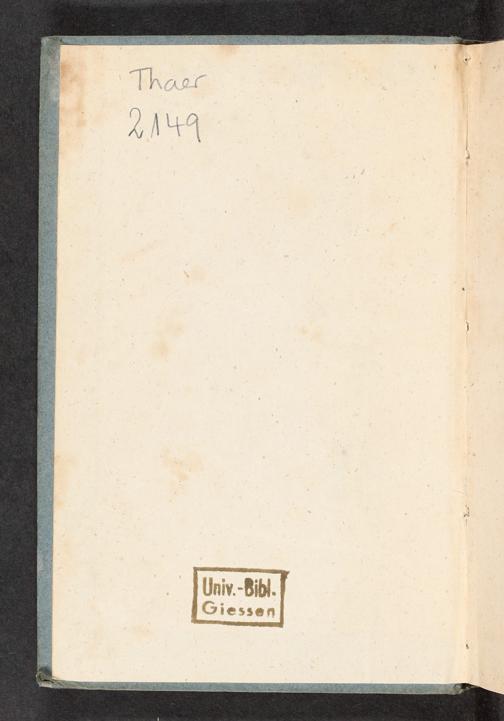 Thaer
2149
Univ.-Bibl.
Giessen